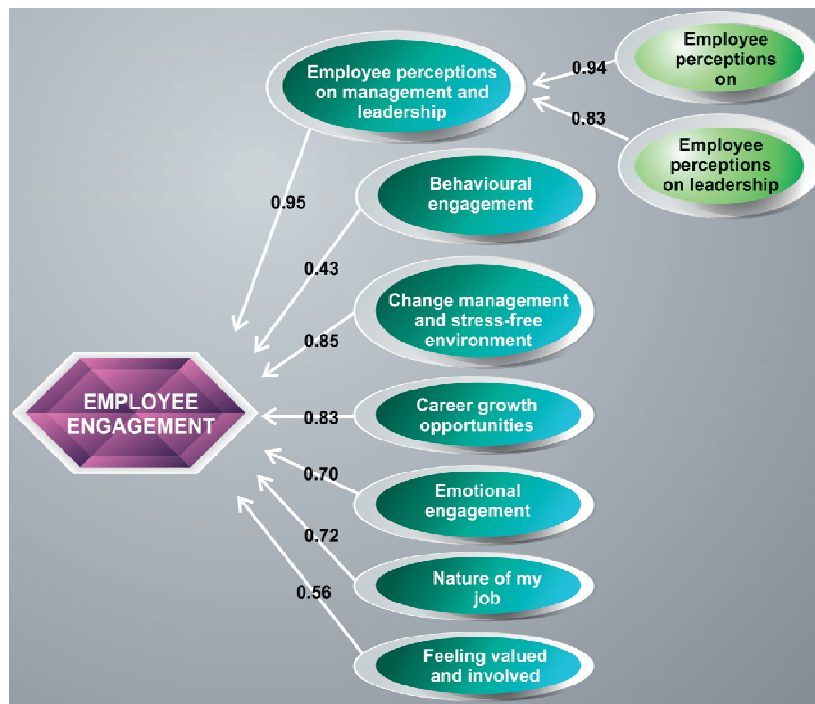 Employee
perceptions
on
0.94
Employee perceptions
on management and
leadership
0.83
Employee
perceptions
on leadership
Behavioural
engagement
0.95
0.43
Change management
and stress-free
environment
0.85
EMPLOYEE
ENGAGEMENT
Career growth
opportunities
0.83
0.70
Emotional
engagement
0.72
Nature of my
job
0.56
Feeling valued
and involved